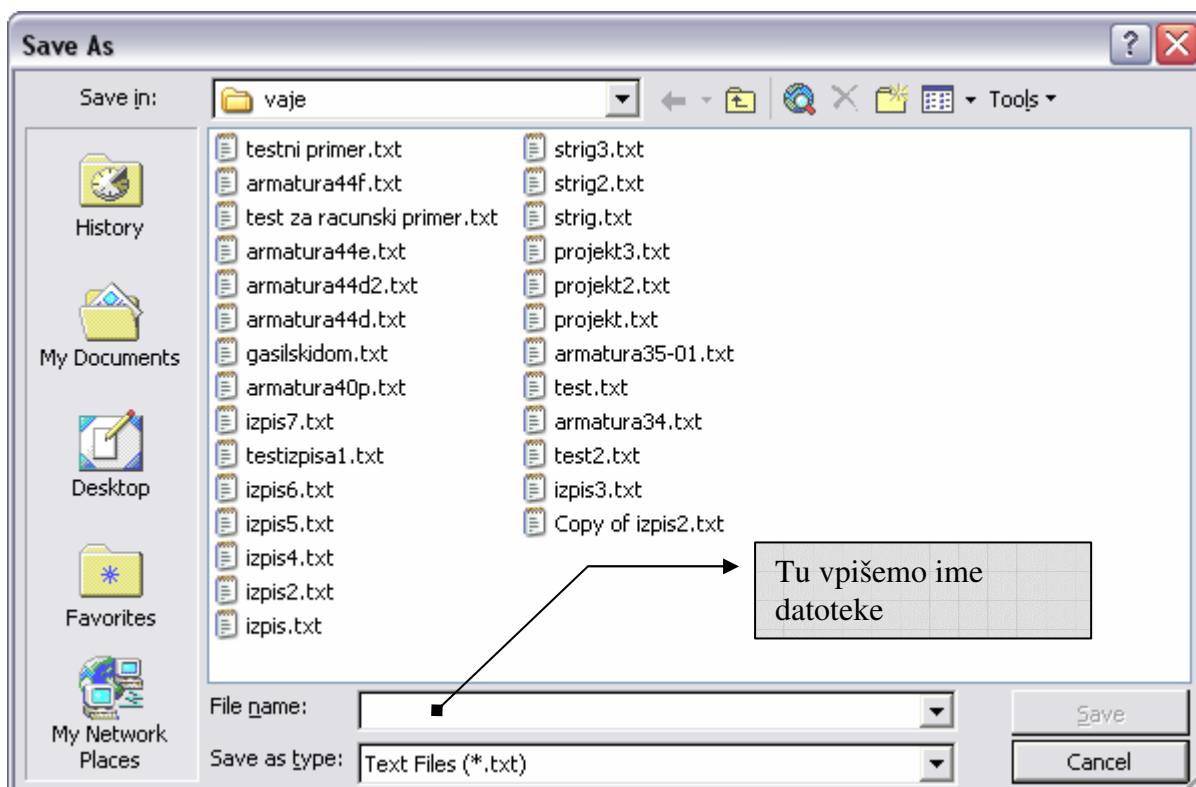 Save As
Save in:
vaje
Tools
History
My Documents
Desktop
Favorites
My Network
Places
testni primer.txt
armatura44f.txt
test za racunski primer.txt
armatura44e.txt
armatura44d2.txt
armatura44d.txt
gasilskidom.txt
armatura40p.txt
izpis7.txt
testizpisa1.txt
izpis6.txt
izpis5.txt
izpis4.txt
izpis2.txt
izpis.txt
strig3.txt
strig2.txt
strig.txt
projekt3.txt
projekt2.txt
projekt.txt
armatura35-01.txt
test.txt
armatura34.txt
test2.txt
izpis3.txt
Copy of izpis2.txt
Tu vpišemo ime
datoteke
File name:
Save
Save as type:
Text Files (*.txt)
Cancel